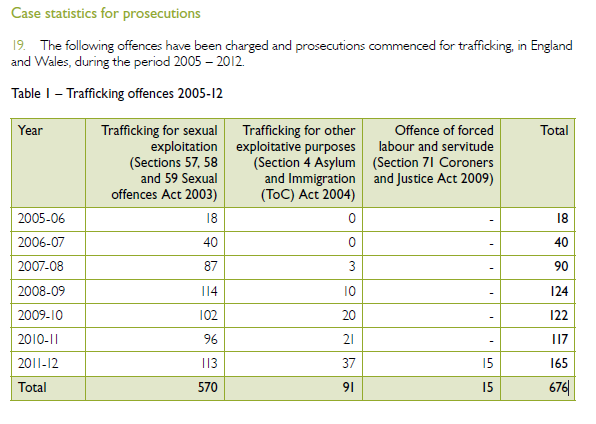 Case statistics for prosecutions
19. The following offences have been charged and prosecutions commenced for trafficking, in England
and Wales, during the period 2005 – 2012.
Table 1 – Trafficking offences 2005-12
Year Trafficking for sexual exploitation (Sections 57, 58 and 59 Sexual offences Act 2003) Trafficking for other exploitative purposes (Section 4 Asylum and Immigration (ToC) Act 2004) Offence of forced labour and servitude (Section 71 Coroners and Justice Act 2009) Total
2005-06 18 0 - 18
2006-07 40 0 - 40
2007-08 87 3 - 90
2008-09 114 10 - 124
2009-10 102 20 - 122
2010-11 96 21 - 117
2011-12 113 37 15 165
Total 570 91 15 676